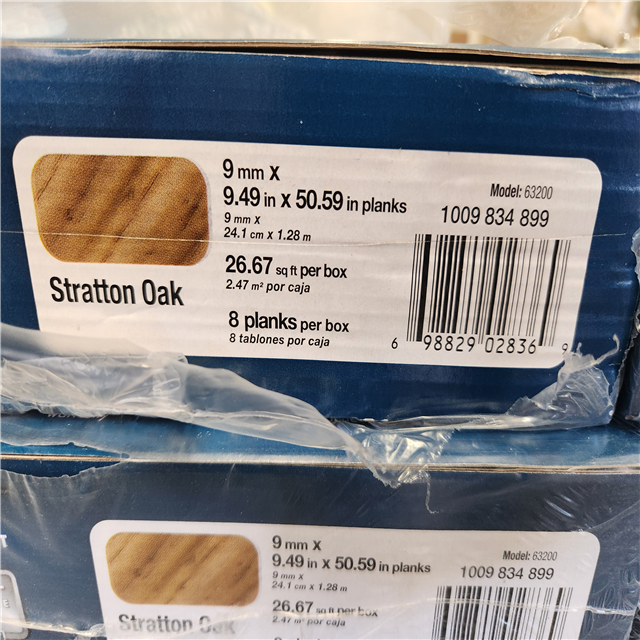 9 mm X
9.49 in x 50.59 in planks
9 mm x
24.1 cm x 1.28 m
26.67 sq ft per box
2.47 m² por caja
8 planks per box
8 tablones por caja
Stratton Oak
Model: 63200
1009 834 899
6 98829 02836 9
9 mm X
9.49 in x 50.59 in planks
9 mm x
24.1 cm x 1.28 m
26.67 sq ft per box
2.47 m² por caja
Stratton Oak
Model: 63200
1009 834 899